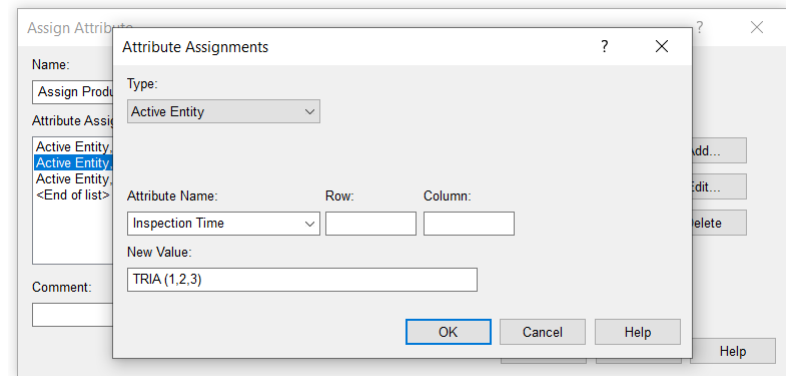 Assign Attribute
? ×
Attribute Assignments
? ×
Name:
Assign Produ
Type:
Active Entity
Attribute Assig
Active Entity,
Active Entity,
Active Entity,
<End of list>
Add...
Edit...
Delete
Attribute Name: Row: Column:
Inspection Time
New Value:
TRIA (1,2,3)
Comment:
OK Cancel Help
Help